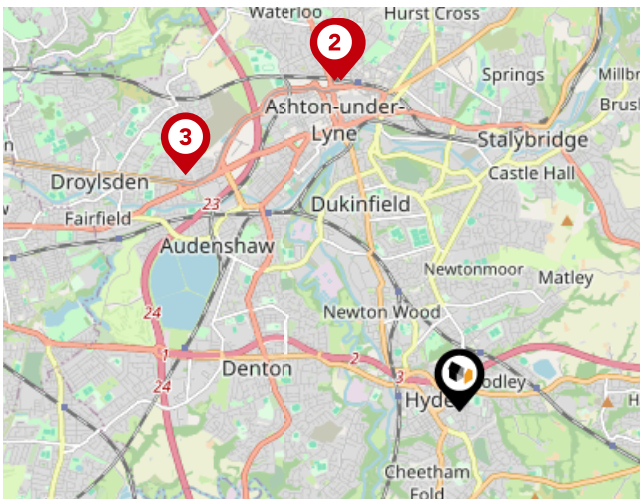 Waterloo
Hurst Cross
2
Springs
Millbr
Ashton-under-
Lyne
Brush
3
Stalybridge
Castle Hall
Droylsden
23
Dukinfield
Fairfield
Audenshaw
Newtonmoor
Matley
24
Newton Wood
1
2
Denton
3
24
odley
Hyde
H
Cheetham
Fold